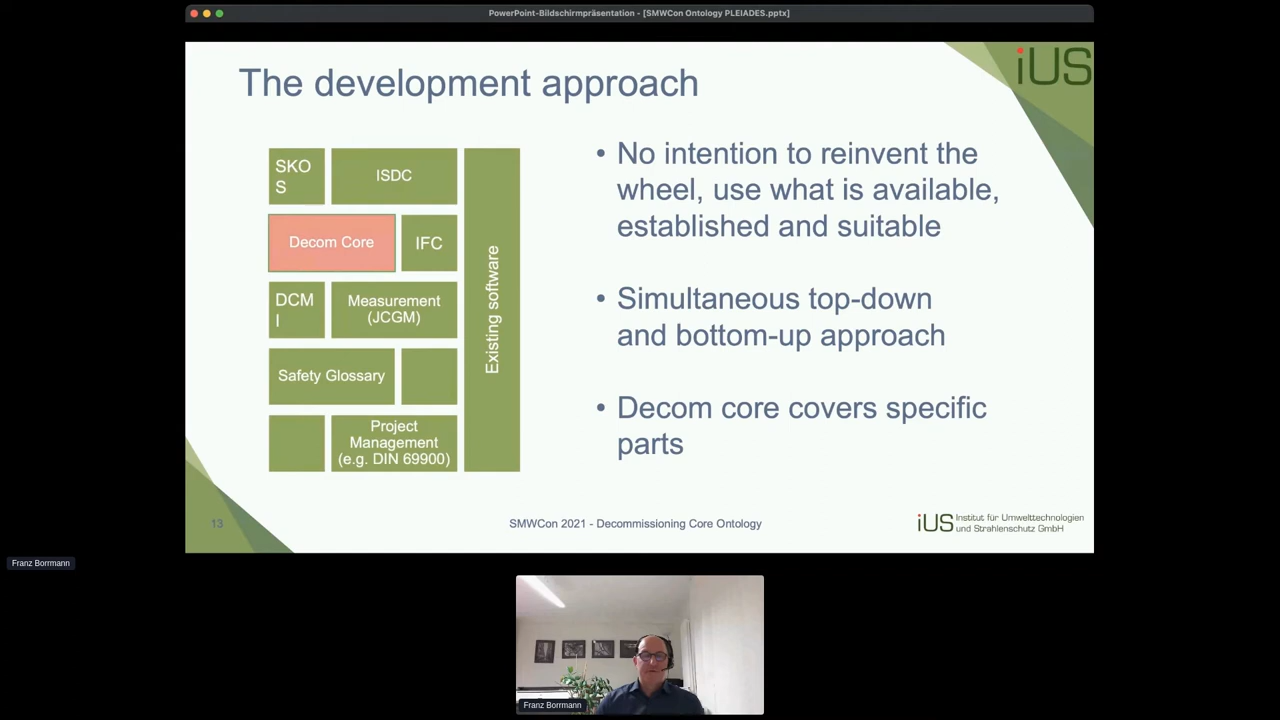 PowerPoint-Bildschirmpräsentation - [SMWCon Ontology PLEIADES.pptx]
The development approach
iUS
SKO
S
ISDC
Decom Core
IFC
DCM
I
Measurement
(JCGM)
Safety Glossary
Project
Management
(e.g. DIN 69900)
Existing software
• No intention to reinvent the
wheel, use what is available,
established and suitable
• Simultaneous top-down
and bottom-up approach
• Decom core covers specific
parts
13
SMWCon 2021 - Decommissioning Core Ontology
iUS Institut für Umwelttechnologien
und Strahlenschutz GmbH
Franz Borrmann
Franz Borrmann